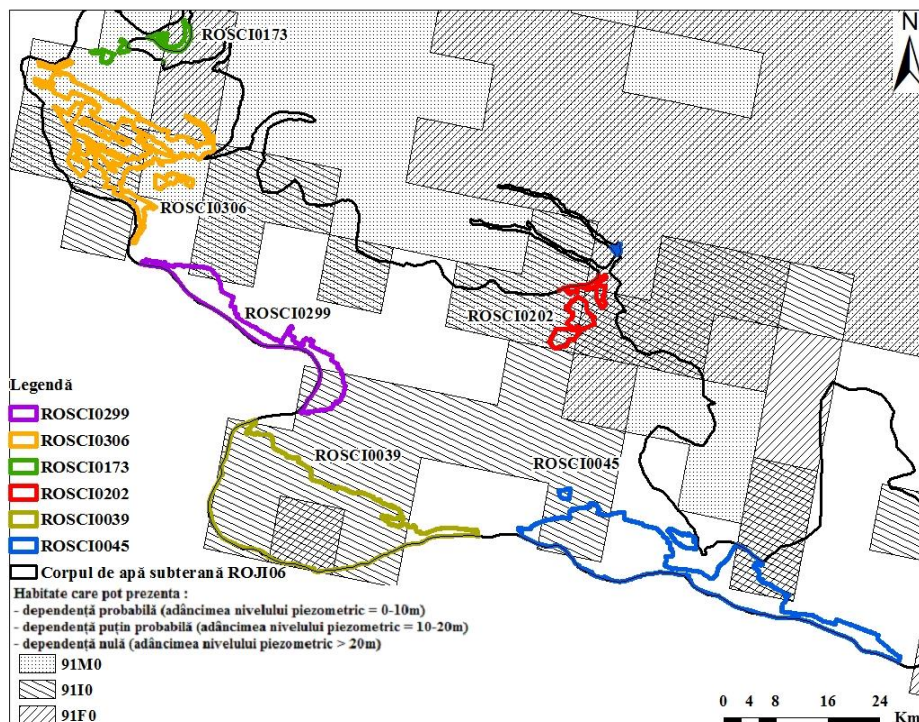 ROSCI0173
N
ROSCI0306
ROSCI0299
ROSCI0202
ROSCI0039
ROSCI0045
Legendă
ROSCI0299
ROSCI0306
ROSCI0173
ROSCI0202
ROSCI0039
ROSCI0045
Corpul de apă subterană ROJI06
Habitate care pot prezenta :
- dependență probabilă (adâncimea nivelului piezometric = 0-10m)
- dependență puțin probabilă (adâncimea nivelului piezometric = 10-20m)
- dependență nulă (adâncimea nivelului piezometric > 20m)
91M0
91I0
91F0
0 4 8 16 24
Km